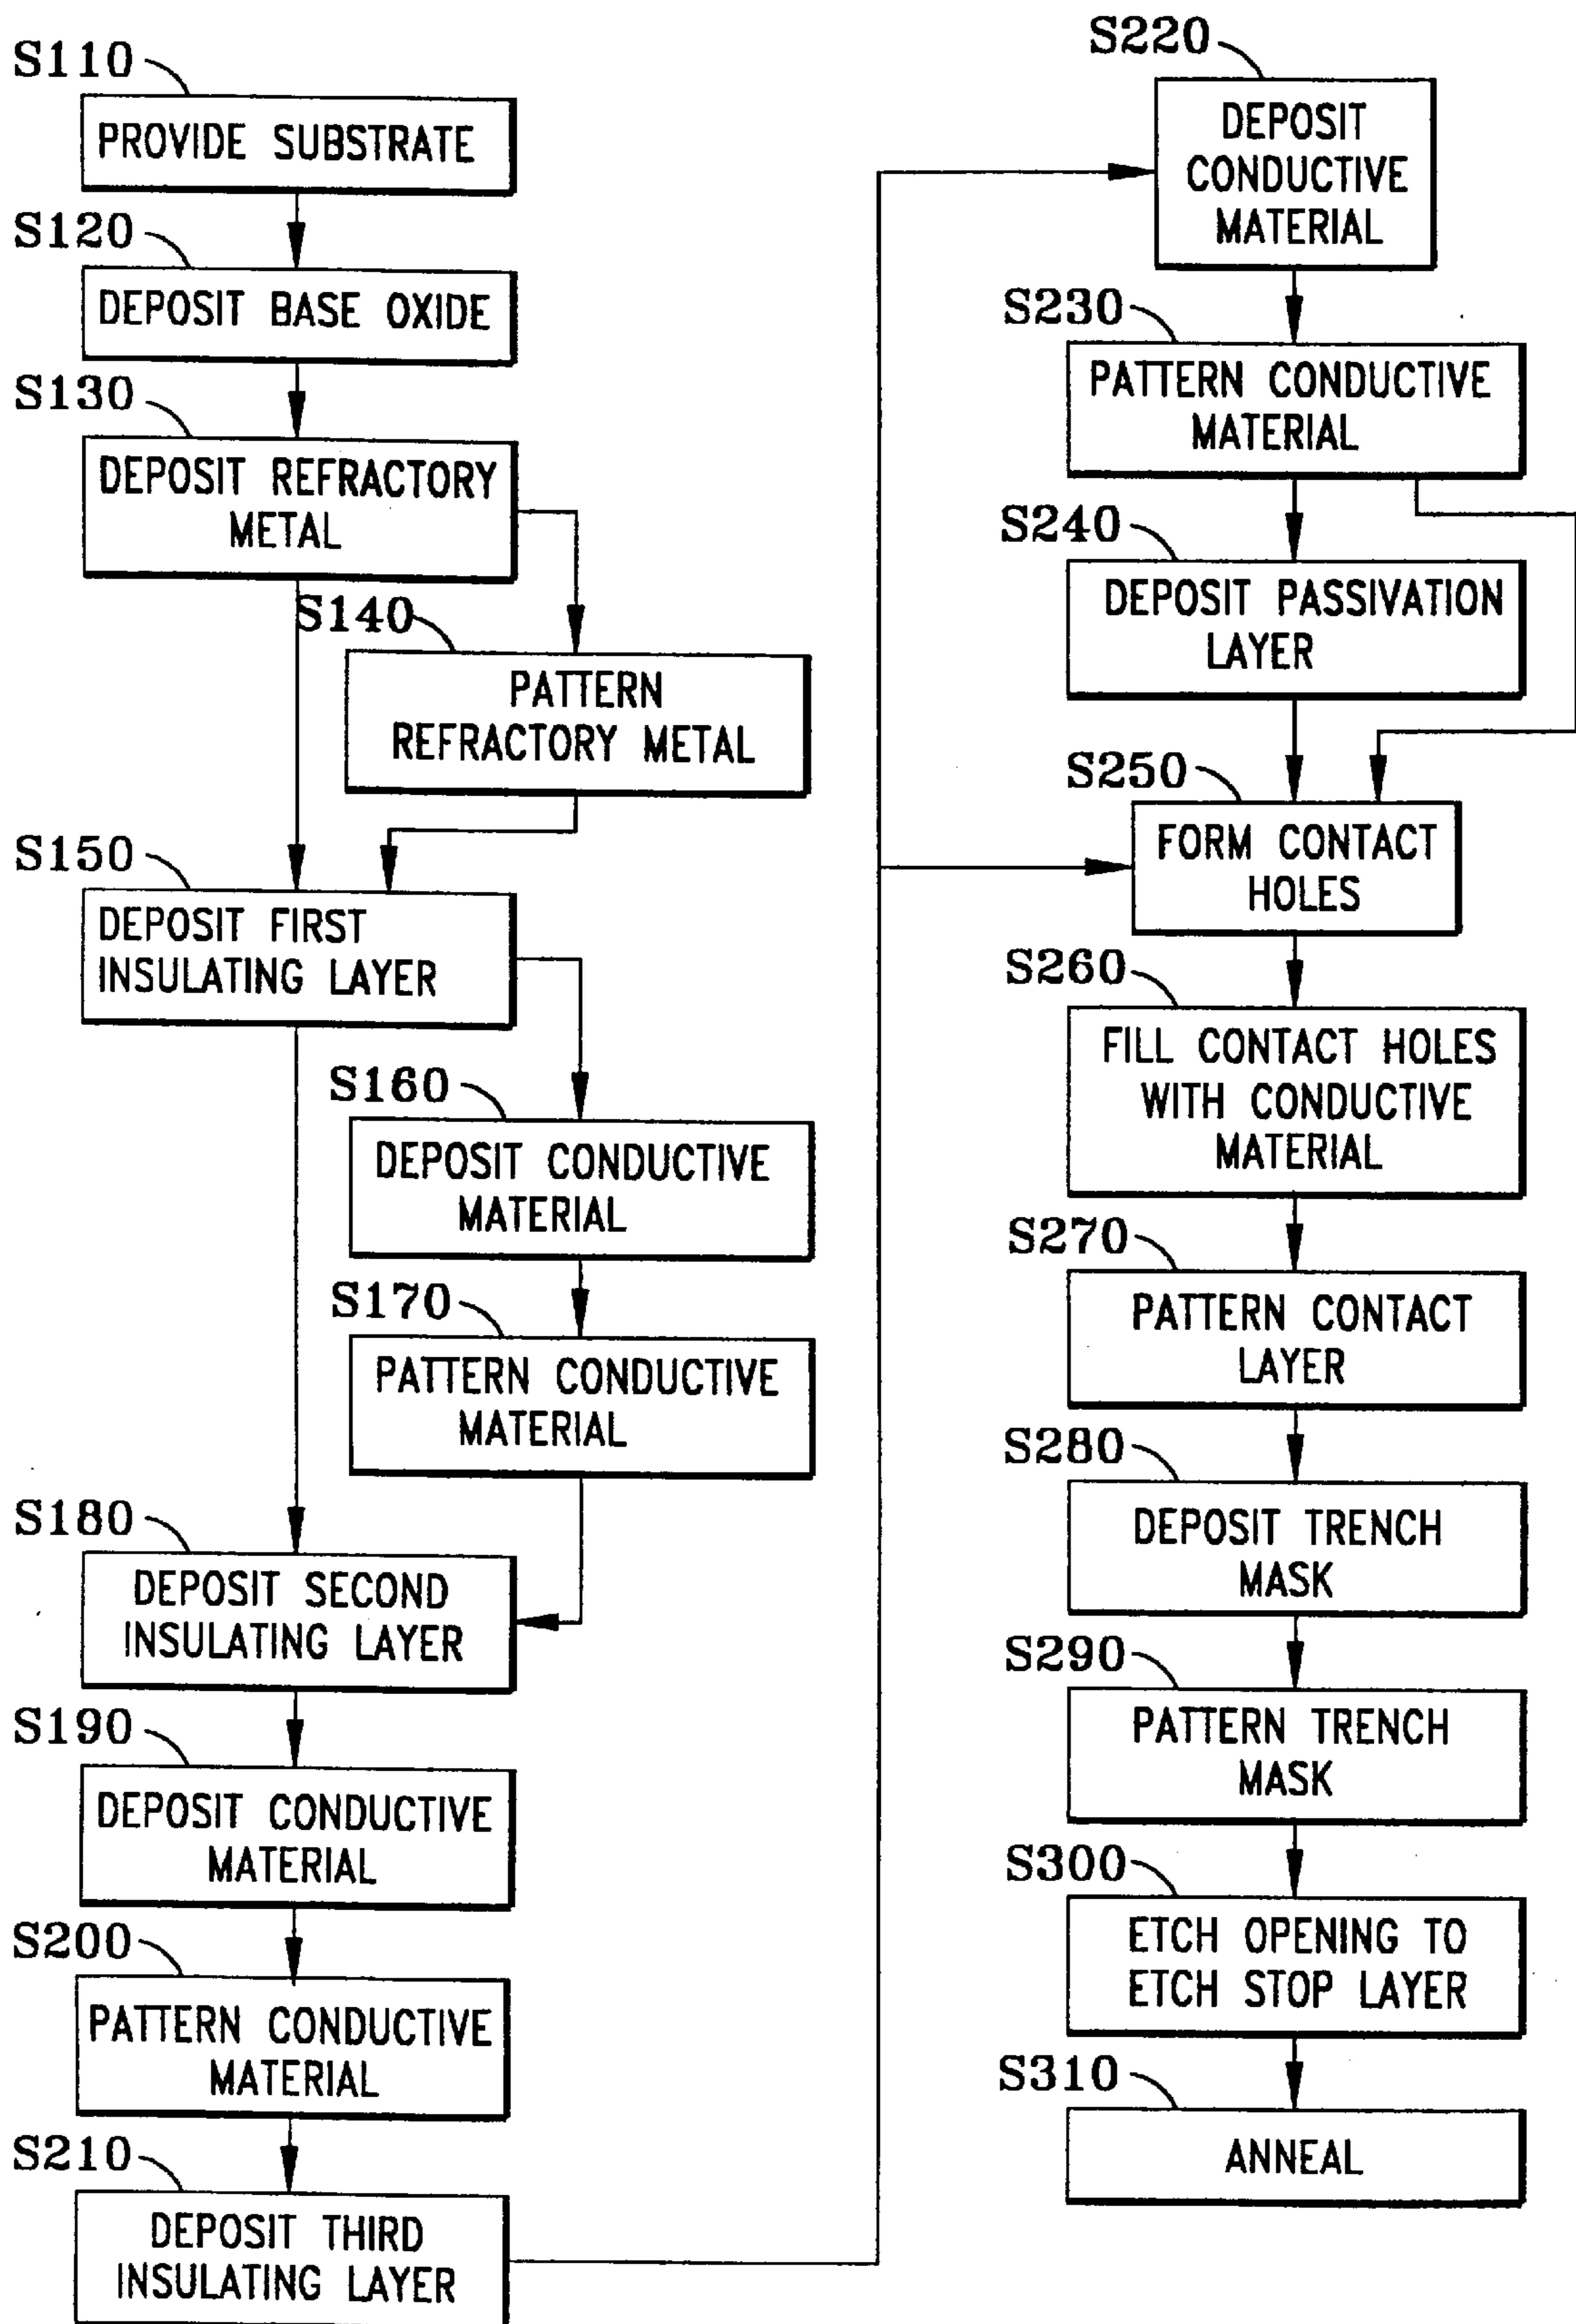 S110
PROVIDE SUBSTRATE
S120
DEPOSIT BASE OXIDE
S130
DEPOSIT REFRACTORY
METAL
S140
PATTERN
REFRACTORY METAL
S150
DEPOSIT FIRST
INSULATING LAYER
S160
DEPOSIT CONDUCTIVE
MATERIAL
S170
PATTERN CONDUCTIVE
MATERIAL
S180
DEPOSIT SECOND
INSULATING LAYER
S190
DEPOSIT CONDUCTIVE
MATERIAL
S200
PATTERN CONDUCTIVE
MATERIAL
S210
DEPOSIT THIRD
INSULATING LAYER
S220
DEPOSIT
CONDUCTIVE
MATERIAL
S230
PATTERN CONDUCTIVE
MATERIAL
S240
DEPOSIT PASSIVATION
LAYER
S250
FORM CONTACT
HOLES
S260
FILL CONTACT HOLES
WITH CONDUCTIVE
MATERIAL
S270
PATTERN CONTACT
LAYER
S280
DEPOSIT TRENCH
MASK
S290
PATTERN TRENCH
MASK
S300
ETCH OPENING TO
ETCH STOP LAYER
S310
ANNEAL